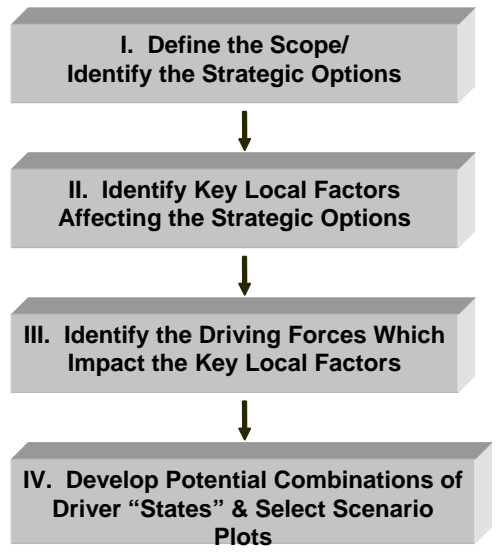 I. Define the Scope/
Identify the Strategic Options
II. Identify Key Local Factors
Affecting the Strategic Options
III. Identify the Driving Forces Which
Impact the Key Local Factors
IV. Develop Potential Combinations of
Driver “States” & Select Scenario
Plots